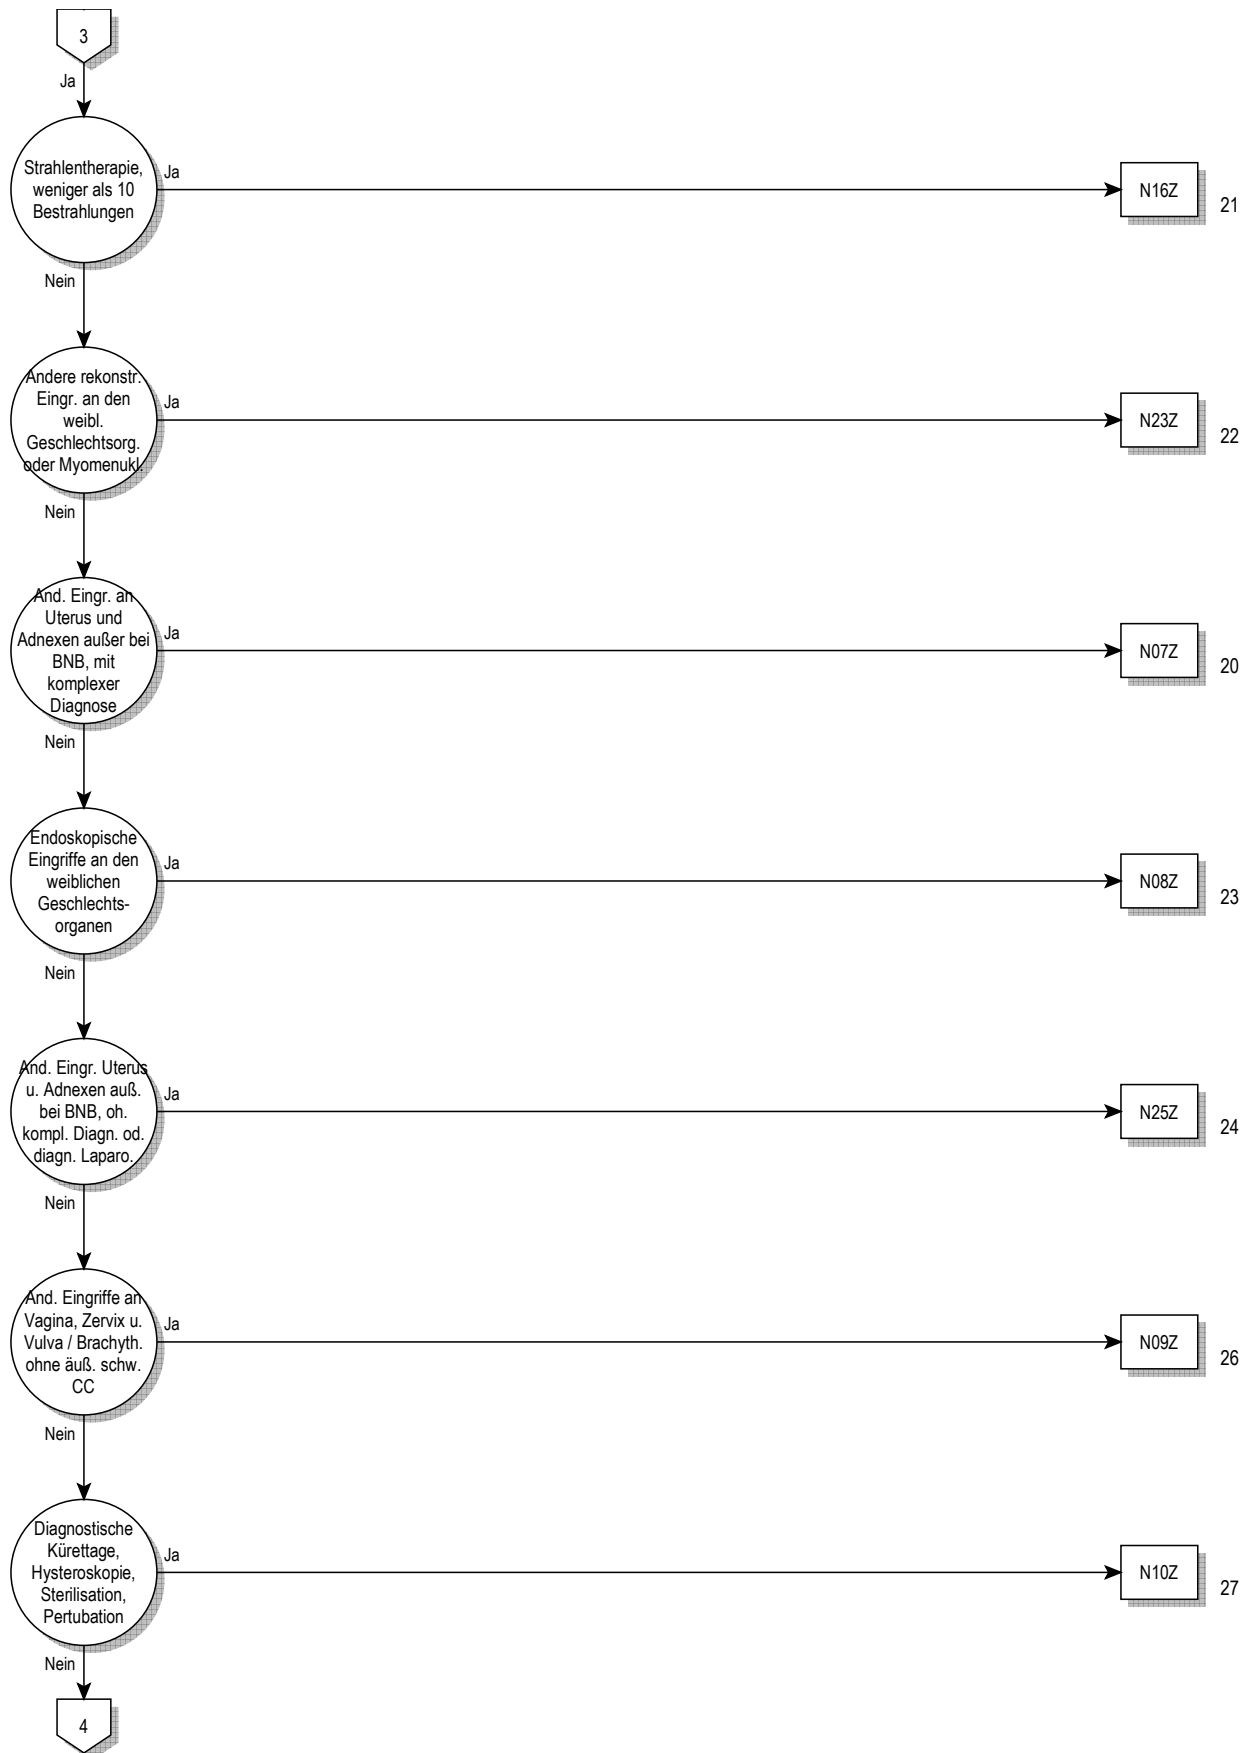 3
Ja
Strahlentherapie,
weniger als 10
Bestrahlungen
Ja
N16Z
21
Nein
Andere rekonstr.
Eingr. an den
weibl.
Geschlechtsorg.
oder Myomenukl.
Ja
N23Z
22
Nein
And. Eingr. an
Uterus und
Adnexen außer bei
BNB, mit
komplexer
Diagnose
Ja
N07Z
20
Nein
Endoskopische
Eingriffe an den
weiblichen
Geschlechts-
organen
Ja
N08Z
23
Nein
And. Eingr. Uterus
u. Adnexen auß.
bei BNB, oh.
kompl. Diagn. od.
diagn. Laparo.
Ja
N25Z
24
Nein
And. Eingriffe an
Vagina, Zervix u.
Vulva / Brachyth.
ohne äuß. schw.
CC
Ja
N09Z
26
Nein
Diagnostische
Kürettage,
Hysteroskopie,
Sterilisation,
Pertubation
Ja
N10Z
27
Nein
4